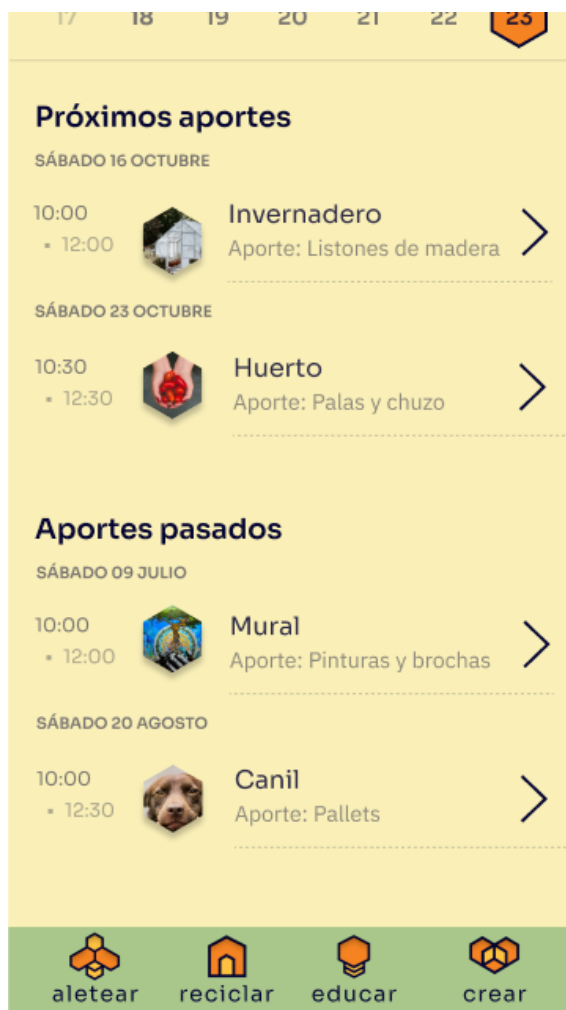 17 18 19 20 21 22 23
Próximos aportes
SÁBADO 16 OCTUBRE
10:00
▪ 12:00
Invernadero
Aporte: Listones de madera
SÁBADO 23 OCTUBRE
10:30
▪ 12:30
Huerto
Aporte: Palas y chuzo
Aportes pasados
SÁBADO 09 JULIO
10:00
▪ 12:00
Mural
Aporte: Pinturas y brochas
SÁBADO 20 AGOSTO
10:00
▪ 12:30
Canil
Aporte: Pallets
aletear reciclar educar crear